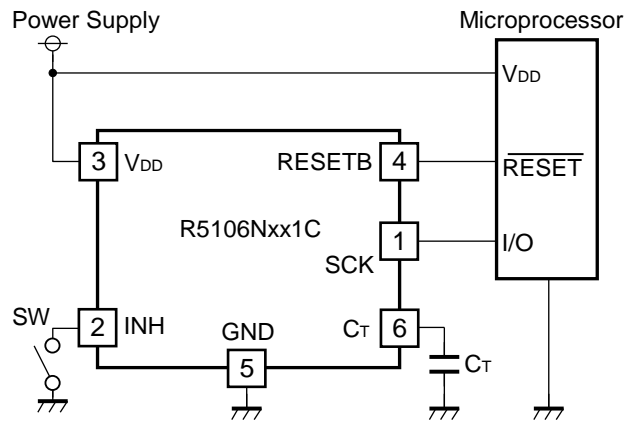 Power Supply
Microprocessor
VDD
3
VDD
RESETB
4
RESET
R5106Nxx1C
1
I/O
SCK
SW
2
INH
GND
CT
6
5
CT